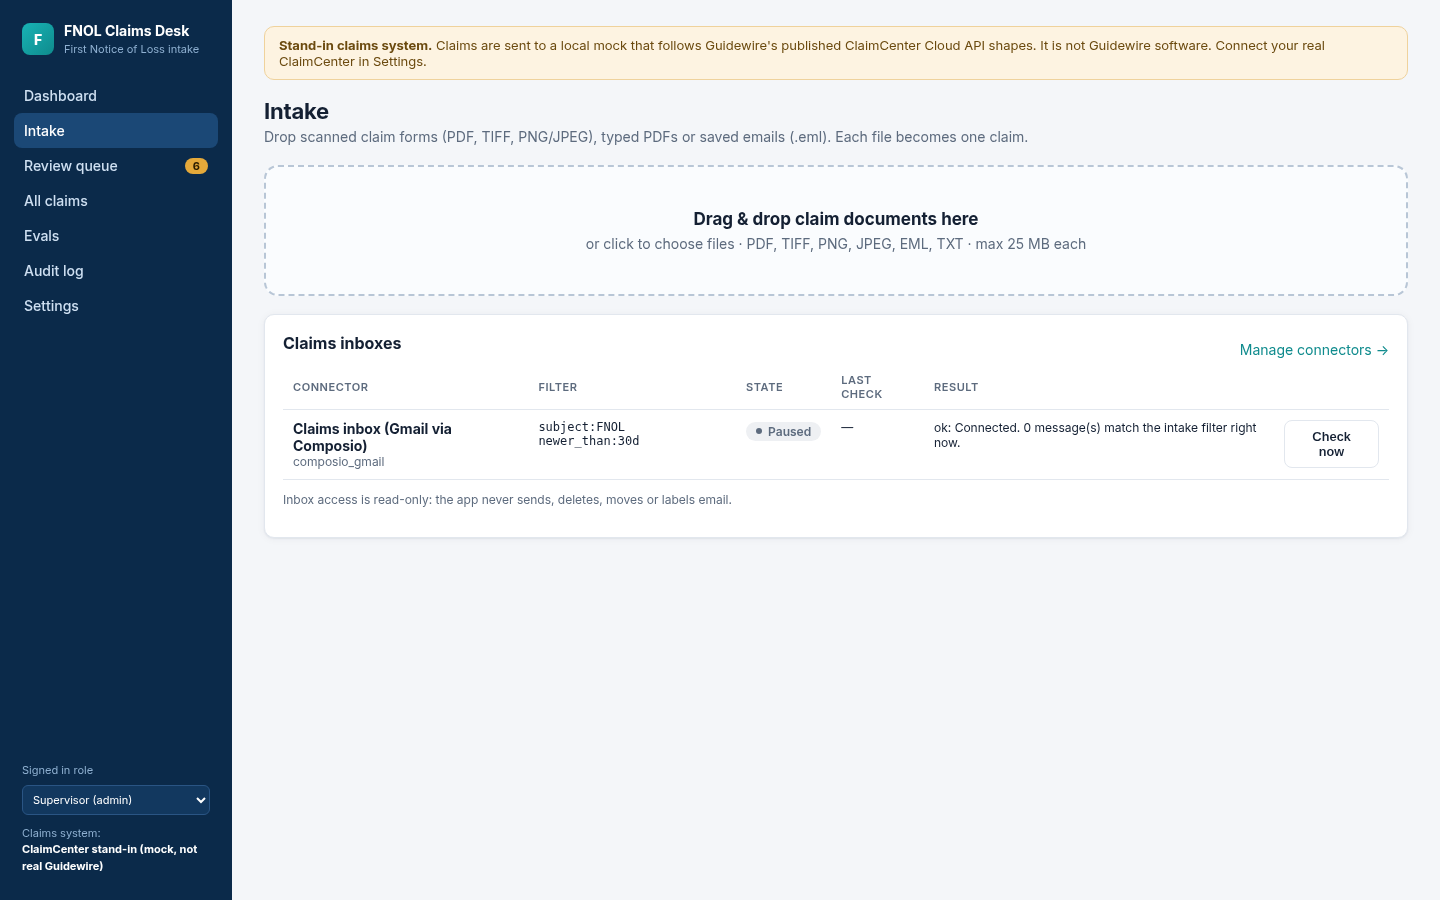 F
FNOL Claims Desk
First Notice of Loss intake
Dashboard
Intake
Review queue
6
All claims
Evals
Audit log
Settings
Signed in role
Supervisor (admin)
Claims system:
ClaimCenter stand-in (mock, not
real Guidewire)
Stand-in claims system. Claims are sent to a local mock that follows Guidewire's published ClaimCenter Cloud API shapes. It is not Guidewire software. Connect your real
ClaimCenter in Settings.
Intake
Drop scanned claim forms (PDF, TIFF, PNG/JPEG), typed PDFs or saved emails (.eml). Each file becomes one claim.
Drag & drop claim documents here
or click to choose files · PDF, TIFF, PNG, JPEG, EML, TXT · max 25 MB each
Claims inboxes
Manage connectors →
CONNECTOR
FILTER
STATE
LAST
CHECK
RESULT
Claims inbox (Gmail via
Composio)
composio_gmail
subject:FNOL
newer_than:30d
Paused
—
ok: Connected. 0 message(s) match the intake filter right
now.
Check
now
Inbox access is read-only: the app never sends, deletes, moves or labels email.